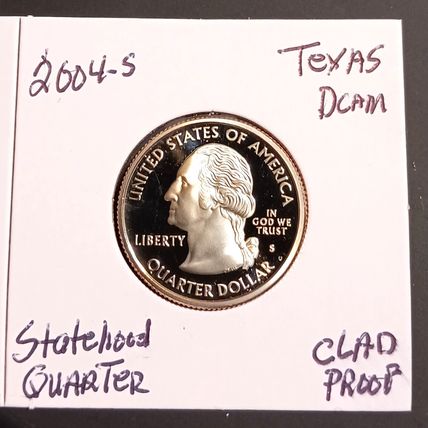 2004-S
TEXAS
DCAM
UNITED STATES OF AMERICA
IN
GOD WE
TRUST
LIBERTY
S
QUARTER DOLLAR
Statehood
QUARTER
CLAD
PROOF